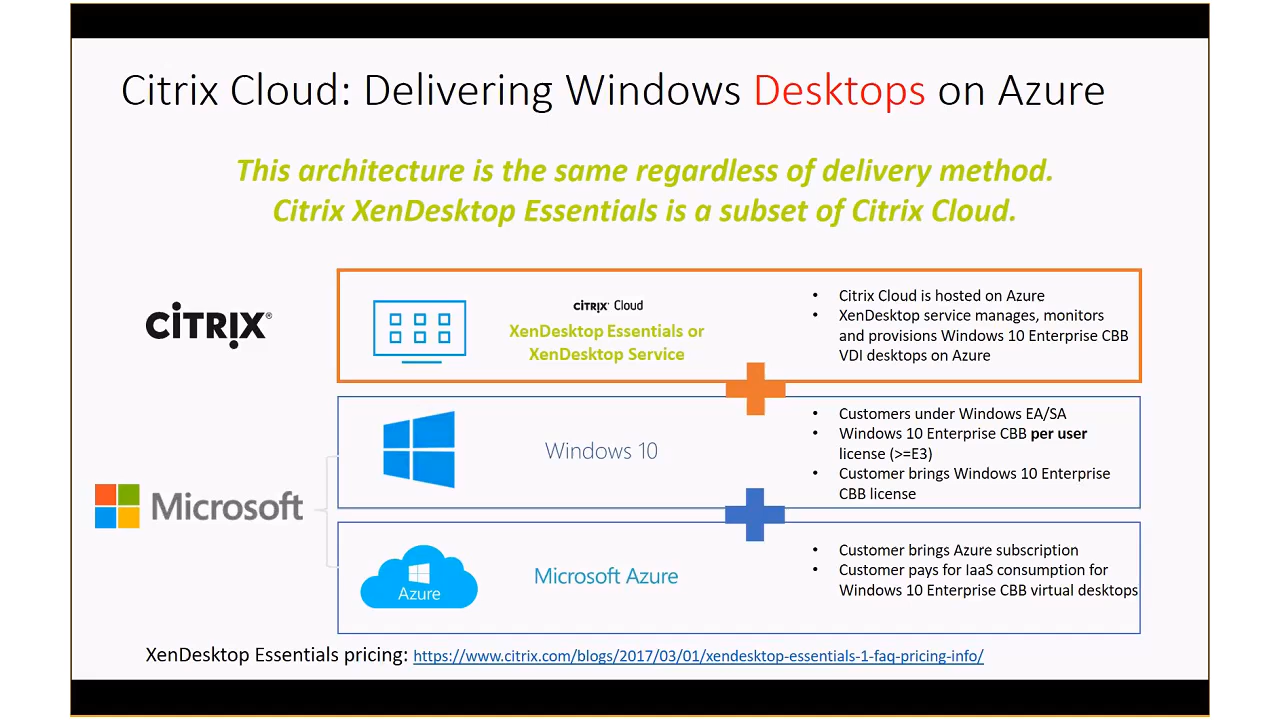 Citrix Cloud: Delivering Windows Desktops on Azure
This architecture is the same regardless of delivery method.
Citrix XenDesktop Essentials is a subset of Citrix Cloud.
CİTRIX®
CİTRIX® Cloud
XenDesktop Essentials or
XenDesktop Service
• Citrix Cloud is hosted on Azure
• XenDesktop service manages, monitors
and provisions Windows 10 Enterprise CBB
VDI desktops on Azure
Microsoft
Windows 10
• Customers under Windows EA/SA
• Windows 10 Enterprise CBB per user
license (>=E3)
• Customer brings Windows 10 Enterprise
CBB license
Azure
Microsoft Azure
• Customer brings Azure subscription
• Customer pays for IaaS consumption for
Windows 10 Enterprise CBB virtual desktops
XenDesktop Essentials pricing: https://www.citrix.com/blogs/2017/03/01/xendesktop-essentials-1-faq-pricing-info/